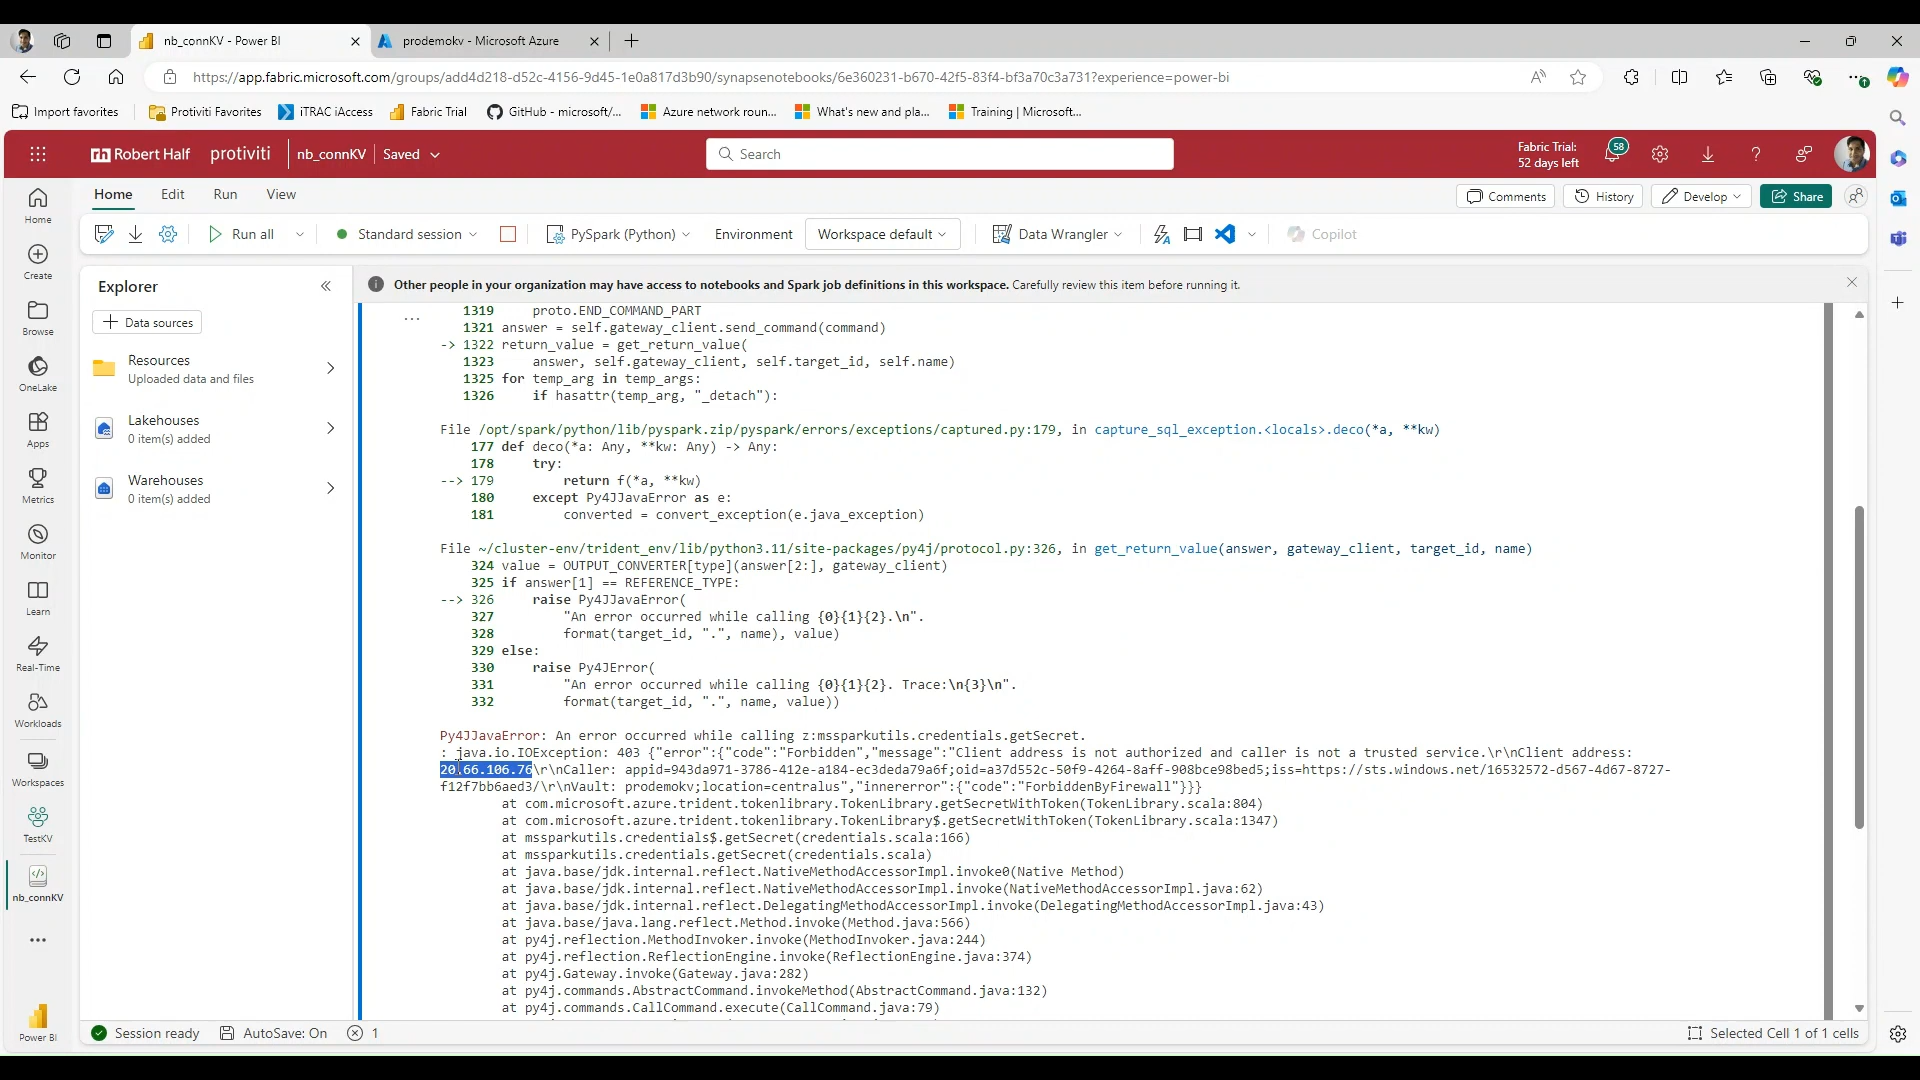 nb_connKV - Power BI
prodemokv - Microsoft Azure
https://app.fabric.microsoft.com/groups/add4d218-d52c-4156-9d45-1e0a817d3b90/synapsenotebooks/6e360231-b670-42f5-83f4-bf3a70c3a731?experience=power-bi
Import favorites
Protiviti Favorites
iTRAC iAccess
Fabric Trial
GitHub - microsoft/...
Azure network roun...
What's new and pla...
Training | Microsoft...
rh Robert Half
protiviti
nb_connKV
Saved
Search
Fabric Trial:
52 days left
58
Home
Edit
Run
View
Comments
History
Develop
Share
Run all
Standard session
PySpark (Python)
Environment
Workspace default
Data Wrangler
Copilot
Home
Create
Browse
OneLake
Apps
Metrics
Monitor
Learn
Real-Time
Workloads
Workspaces
TestKV
nb_connKV
Power BI
Explorer
Data sources
Resources
Uploaded data and files
Lakehouses
0 item(s) added
Warehouses
0 item(s) added
Other people in your organization may have access to notebooks and Spark job definitions in this workspace. Carefully review this item before running it.
...
1319 proto.END_COMMAND_PART
1321 answer = self.gateway_client.send_command(command)
-> 1322 return_value = get_return_value(
1323 answer, self.gateway_client, self.target_id, self.name)
1325 for temp_arg in temp_args:
1326 if hasattr(temp_arg, "_detach"):
File /opt/spark/python/lib/pyspark.zip/pyspark/errors/exceptions/captured.py:179, in capture_sql_exception.<locals>.deco(*a, **kw)
177 def deco(*a: Any, **kw: Any) -> Any:
178 try:
--> 179 return f(*a, **kw)
180 except Py4JJavaError as e:
181 converted = convert_exception(e.java_exception)
File ~/cluster-env/trident_env/lib/python3.11/site-packages/py4j/protocol.py:326, in get_return_value(answer, gateway_client, target_id, name)
324 value = OUTPUT_CONVERTER[type](answer[2:], gateway_client)
325 if answer[1] == REFERENCE_TYPE:
--> 326 raise Py4JJavaError(
327 "An error occurred while calling {0}{1}{2}.\n".
328 format(target_id, ".", name), value)
329 else:
330 raise Py4JError(
331 "An error occurred while calling {0}{1}{2}. Trace:\n{3}\n".
332 format(target_id, ".", name, value))
Py4JJavaError: An error occurred while calling z:mssparkutils.credentials.getSecret.
: java.io.IOException: 403 {"error":{"code":"Forbidden","message":"Client address is not authorized and caller is not a trusted service.\r\nClient address:
20.66.106.76\r\nCaller: appid=943da971-3786-412e-a184-ec3deda79a6f;oid=a37d552c-50f9-4264-8aff-908bce98bed5;iss=https://sts.windows.net/16532572-d567-4d67-8727-
f12f7bb6aed3/\r\nVault: prodemokv;location=centralus","innererror":{"code":"ForbiddenByFirewall"}}}
at com.microsoft.azure.trident.tokenlibrary.TokenLibrary.getSecretWithToken(TokenLibrary.scala:804)
at com.microsoft.azure.trident.tokenlibrary.TokenLibrary$.getSecretWithToken(TokenLibrary.scala:1347)
at mssparkutils.credentials$.getSecret(credentials.scala:166)
at mssparkutils.credentials.getSecret(credentials.scala)
at java.base/jdk.internal.reflect.NativeMethodAccessorImpl.invoke0(Native Method)
at java.base/jdk.internal.reflect.NativeMethodAccessorImpl.invoke(NativeMethodAccessorImpl.java:62)
at java.base/jdk.internal.reflect.DelegatingMethodAccessorImpl.invoke(DelegatingMethodAccessorImpl.java:43)
at java.base/java.lang.reflect.Method.invoke(Method.java:566)
at py4j.reflection.MethodInvoker.invoke(MethodInvoker.java:244)
at py4j.reflection.ReflectionEngine.invoke(ReflectionEngine.java:374)
at py4j.Gateway.invoke(Gateway.java:282)
at py4j.commands.AbstractCommand.invokeMethod(AbstractCommand.java:132)
at py4j.commands.CallCommand.execute(CallCommand.java:79)
Session ready
AutoSave: On
1
Selected Cell 1 of 1 cells